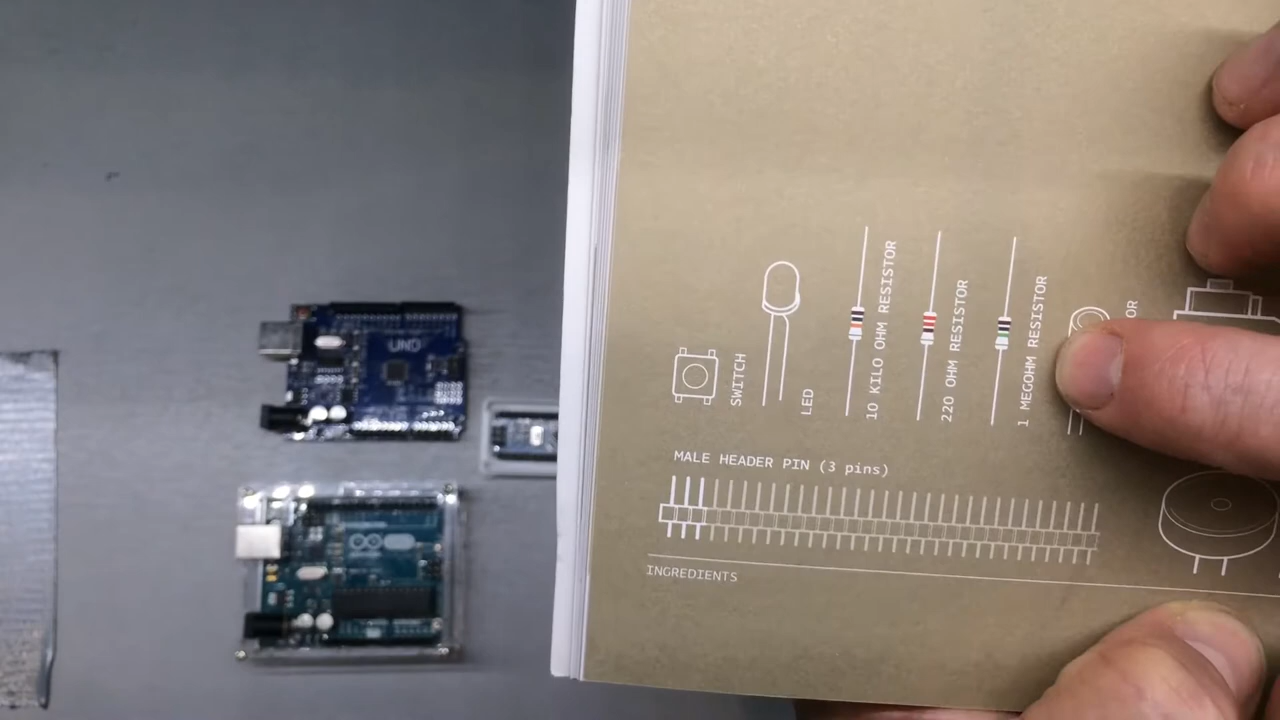 UNO
SWITCH
LED
10 KILO OHM RESISTOR
220 OHM RESISTOR
1 MEGOHM RESISTOR
OR
MALE HEADER PIN (3 pins)
INGREDIENTS